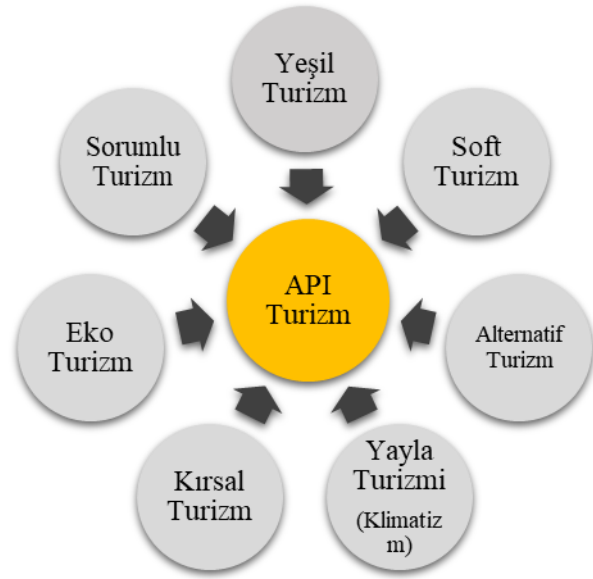 Yeşil
Turizm
Soft
Turizm
Alternatif
Turizm
Yayla
Turizmi
(Klimatiz
m)
Kırsal
Turizm
Eko
Turizm
Sorumlu
Turizm
API
Turizm